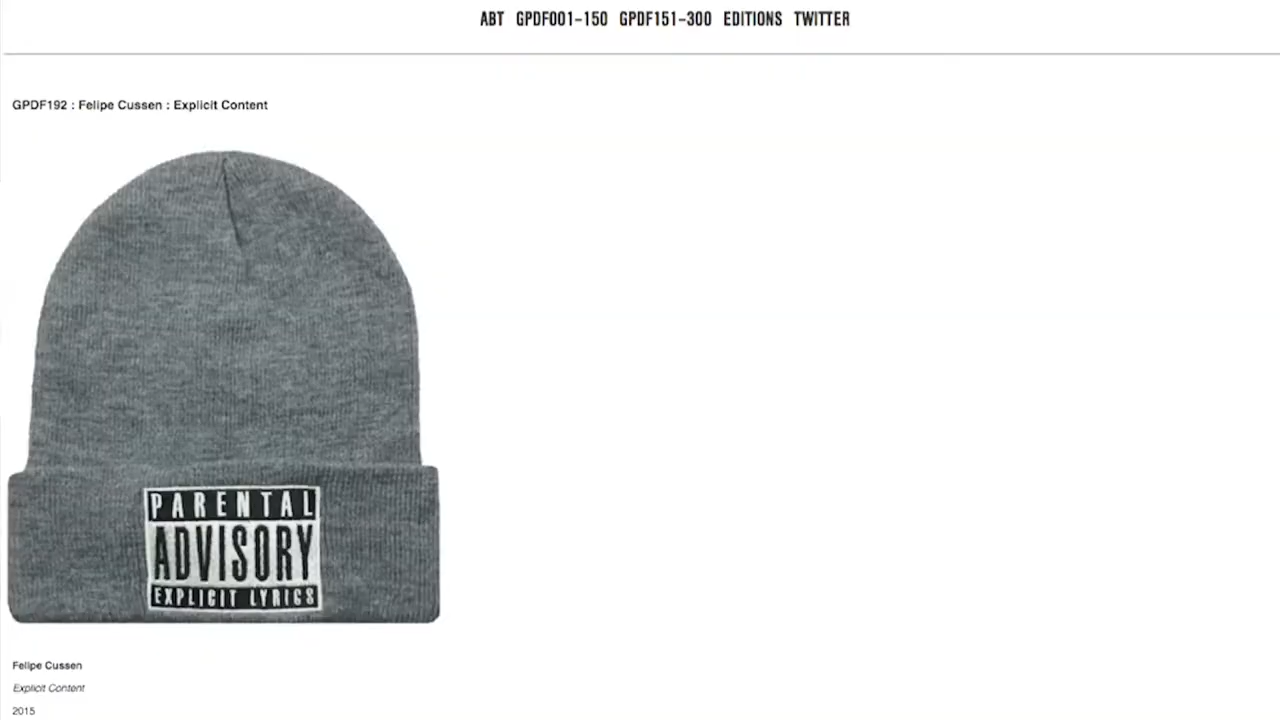 ABT GPDF001-150 GPDF151-300 EDITIONS TWITTER
GPDF192 : Felipe Cussen : Explicit Content
PARENTAL
ADVISORY
EXPLICIT LYRICS
Felipe Cussen
Explicit Content
2015